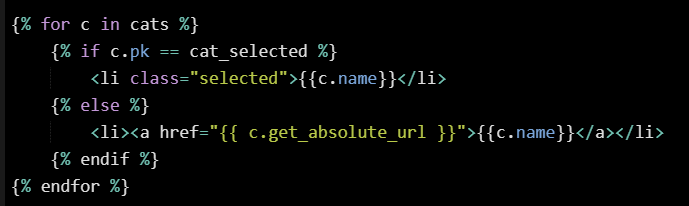 {% for c in cats %}
    {% if c.pk == cat_selected %}
        <li class="selected">{{c.name}}</li>
    {% else %}
        <li><a href="{{ c.get_absolute_url }}">{{c.name}}</a></li>
    {% endif %}
{% endfor %}